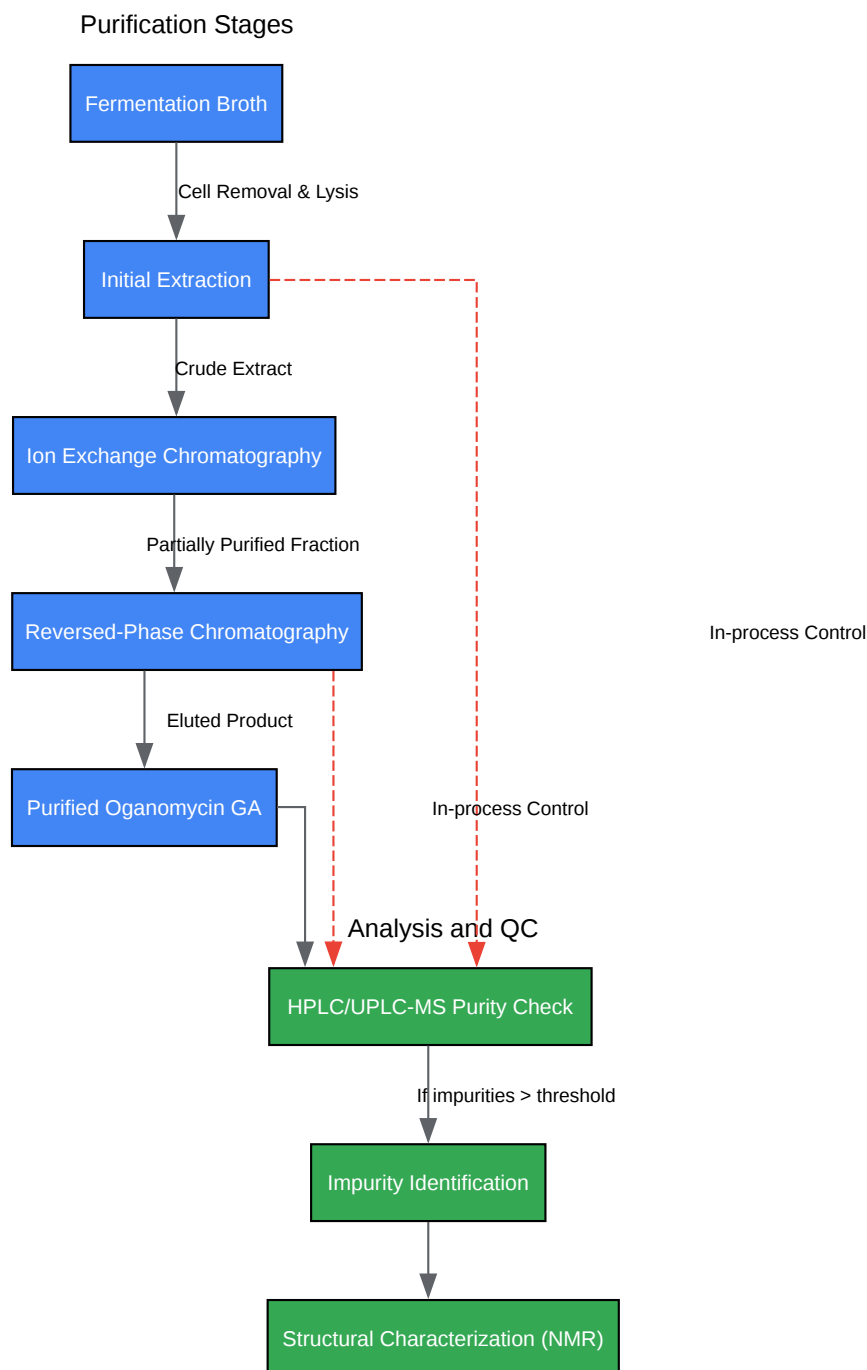 Purification Stages
Fermentation Broth
Cell Removal & Lysis
Initial Extraction
Crude Extract
Ion Exchange Chromatography
Partially Purified Fraction
Reversed-Phase Chromatography
In-process Control
Eluted Product
Purified Oganomycin GA
In-process Control
Analysis and QC
HPLC/UPLC-MS Purity Check
If impurities > threshold
Impurity Identification
Structural Characterization (NMR)